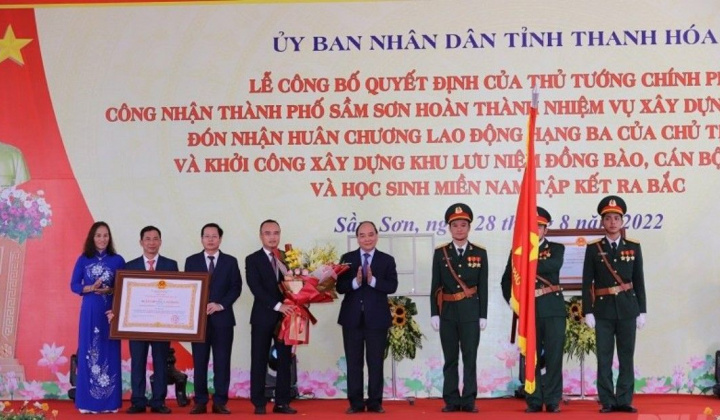 ỦY BAN NHÂN DÂN TỈNH THANH HÓA
LỄ CÔNG BỐ QUYẾT ĐỊNH CỦA THỦ TƯỚNG CHÍNH
CÔNG NHẬN THÀNH PHỐ SẦM SƠN HOÀN THÀNH NHIỆM VỤ XÂY DỰNG
ĐÓN NHẬN HUÂN CHƯƠNG LAO ĐỘNG HẠNG BA CỦA CHỦ
VÀ KHỞI CÔNG XÂY DỰNG KHU LƯU NIỆM ĐỒNG BÀO, CÁN
VÀ HỌC SINH MIỀN NAM TẬP KẾT RA BẮC
Sầm Sơn, ngày 28 tháng 8 năm 2022